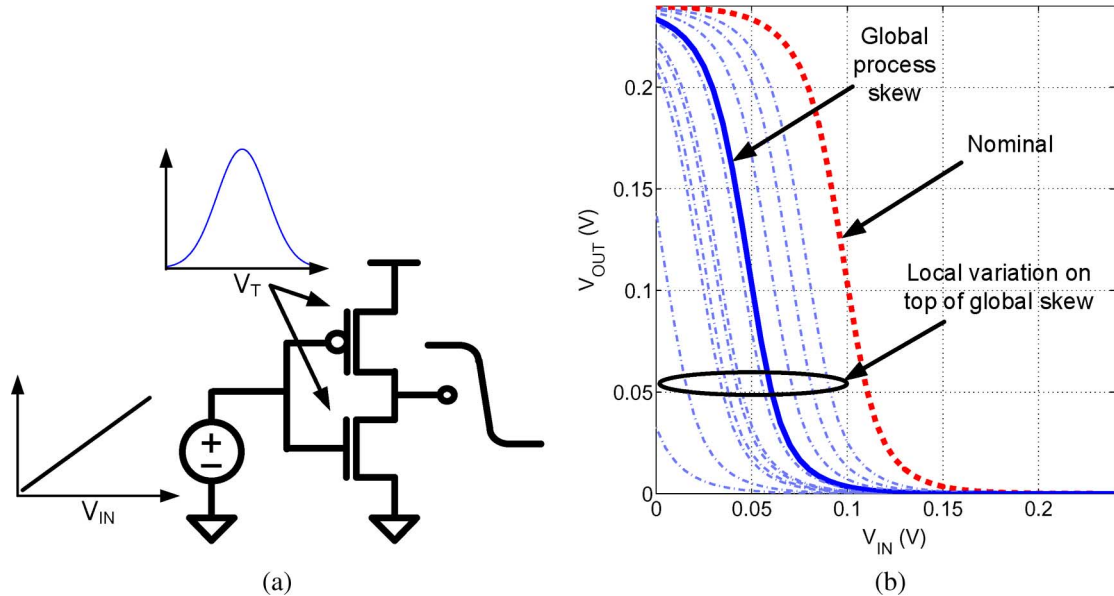 V_T
V_IN
+
−
(a)
Global
process
skew
Nominal
Local variation on
top of global skew
V_OUT (V)
0.2
0.15
0.1
0.05
0
0
0.05
0.1
0.15
0.2
V_IN (V)
(b)